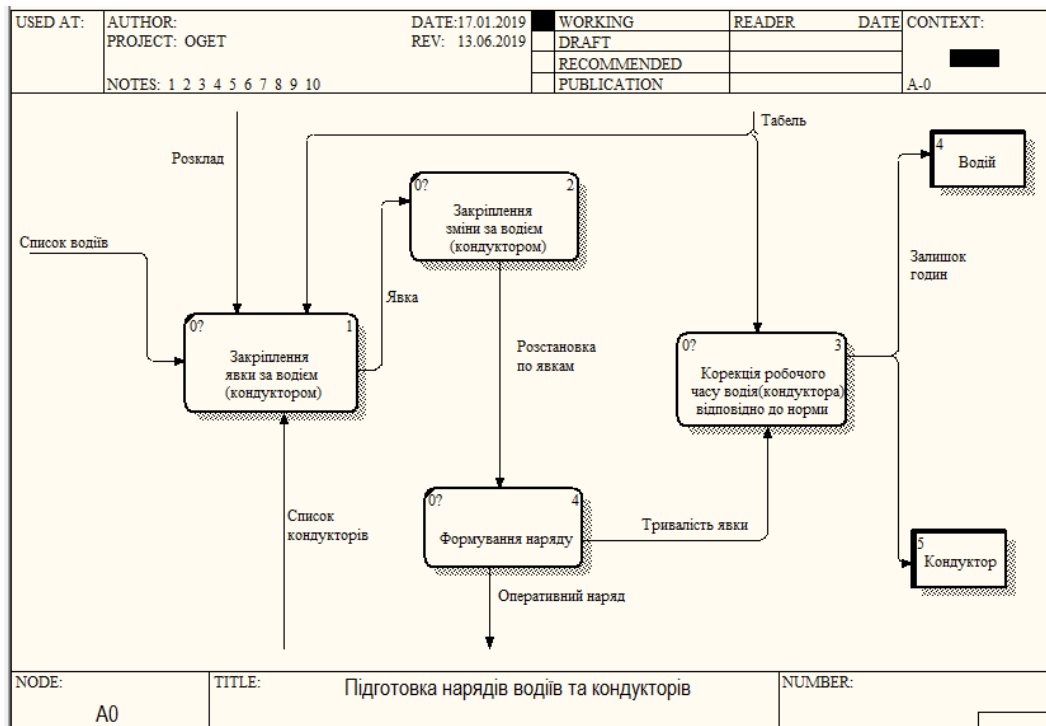 USED AT:
AUTHOR:
DATE:17.01.2019
PROJECT: OGET
REV: 13.06.2019
NOTES: 1 2 3 4 5 6 7 8 9 10
WORKING
DRAFT
RECOMMENDED
PUBLICATION
READER
DATE
CONTEXT:
A-0
Табель
Розклад
4
Водій
0?
2
Закріплення
зміни за водієм
(кондуктором)
Список водіїв
Залишок
годин
Явка
0?
1
Закріплення
явки за водієм
(кондуктором)
Розстановка
по явкам
0?
3
Корекція робочого
часу водія(кондуктора)
відповідно до норми
Список
кондукторів
0?
4
Формування наряду
Тривалість явки
5
Кондуктор
Оперативний наряд
NODE:
A0
TITLE:
Підготовка нарядів водіїв та кондукторів
NUMBER: